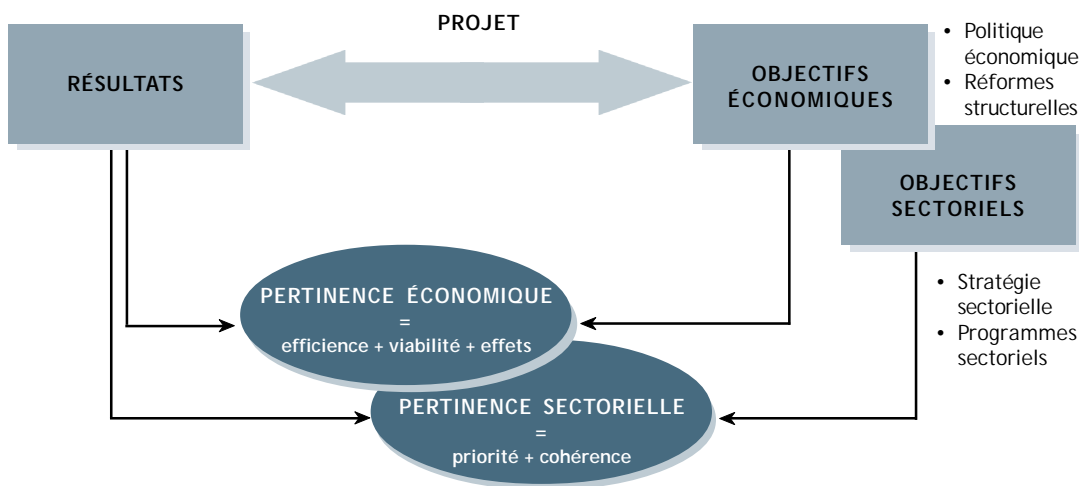 PROJET
RÉSULTATS
OBJECTIFS
ÉCONOMIQUES
• Politique
économique
• Réformes
structurelles
OBJECTIFS
SECTORIELS
• Stratégie
sectorielle
• Programmes
sectoriels
PERTINENCE ÉCONOMIQUE
=
efficience + viabilité + effets
PERTINENCE SECTORIELLE
=
priorité + cohérence